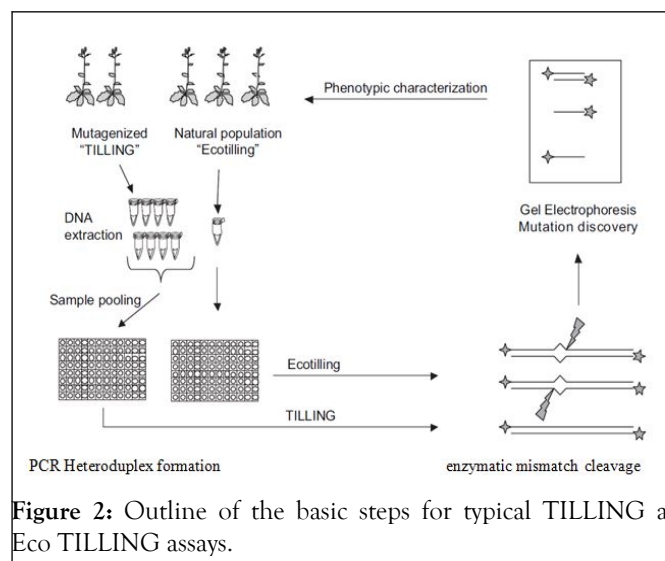 Phenotypic characterization
Mutagenized
"TILLING"
Natural population
"Ecotilling"
DNA
extraction
Sample pooling
Gel Electrophoresis
Mutation discovery
Ecotilling
TILLING
PCR Heteroduplex formation
enzymatic mismatch cleavage
Figure 2: Outline of the basic steps for typical TILLING a
Eco TILLING assays.